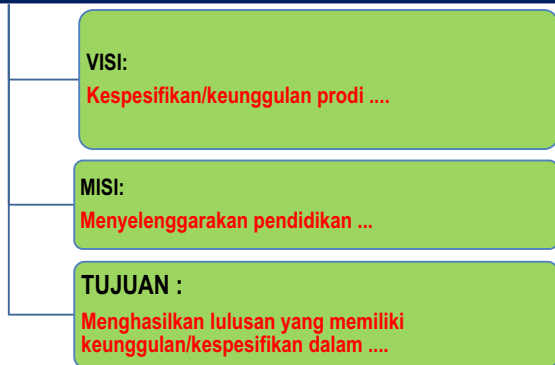 VISI:
Kespesifikan/keunggulan prodi ....
MISI:
Menyelenggarakan pendidikan ...
TUJUAN :
Menghasilkan lulusan yang memiliki
keunggulan/kespesifikan dalam ....